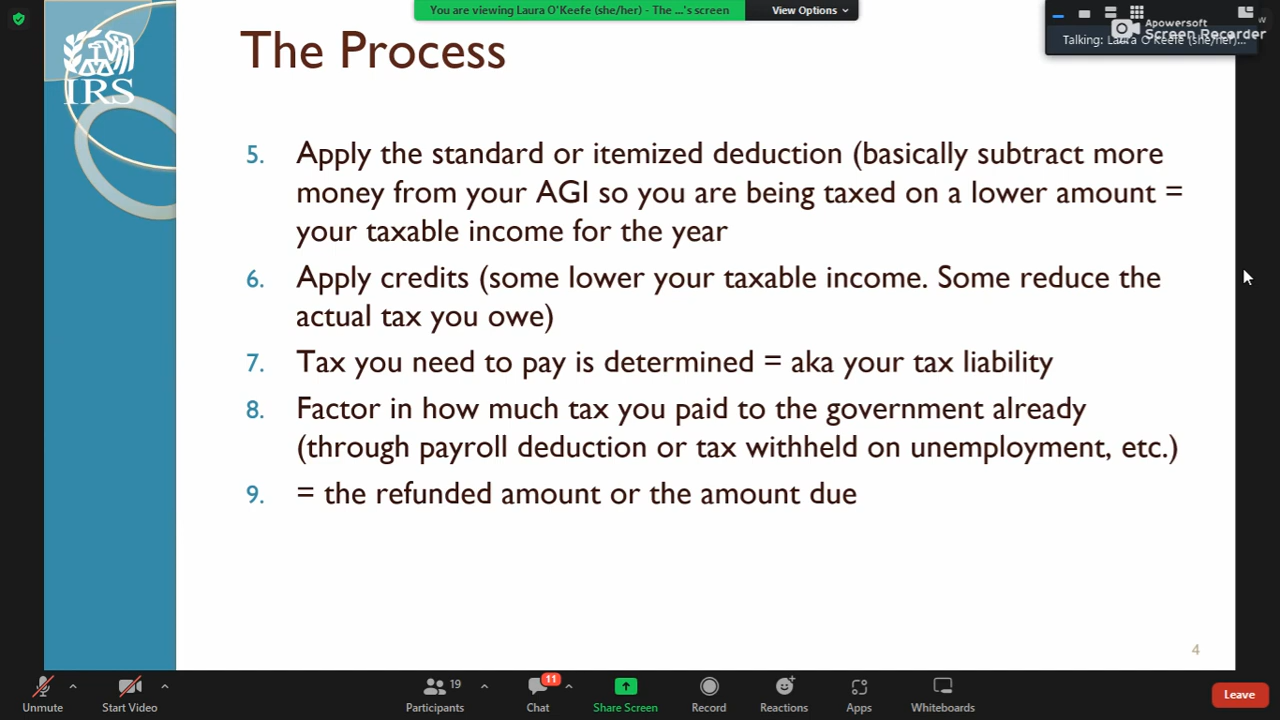 You are viewing Laura O'Keefe (she/her) - The ...'s screen
View Options
Apowersoft
Screen Recorder
Talking: Laura O'Keefe (she/her)...
IRS
The Process
5. Apply the standard or itemized deduction (basically subtract more
money from your AGI so you are being taxed on a lower amount =
your taxable income for the year
6. Apply credits (some lower your taxable income. Some reduce the
actual tax you owe)
7. Tax you need to pay is determined = aka your tax liability
8. Factor in how much tax you paid to the government already
(through payroll deduction or tax withheld on unemployment, etc.)
9. = the refunded amount or the amount due
4
Unmute
Start Video
Participants
19
Chat
11
Share Screen
Record
Reactions
Apps
Whiteboards
Leave